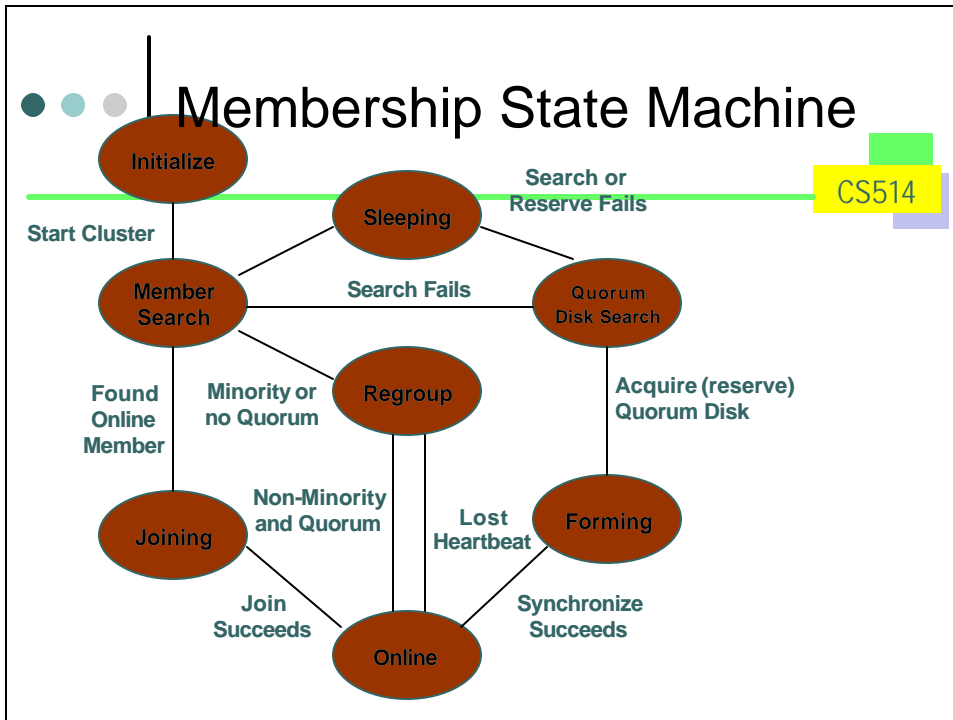 Membership State Machine
CS514
Initialize
Sleeping
Search or
Reserve Fails
Start Cluster
Member
Search
Search Fails
Quorum
Disk Search
Found
Online
Member
Minority or
no Quorum
Regroup
Acquire (reserve)
Quorum Disk
Joining
Non-Minority
and Quorum
Lost
Heartbeat
Forming
Join
Succeeds
Online
Synchronize
Succeeds